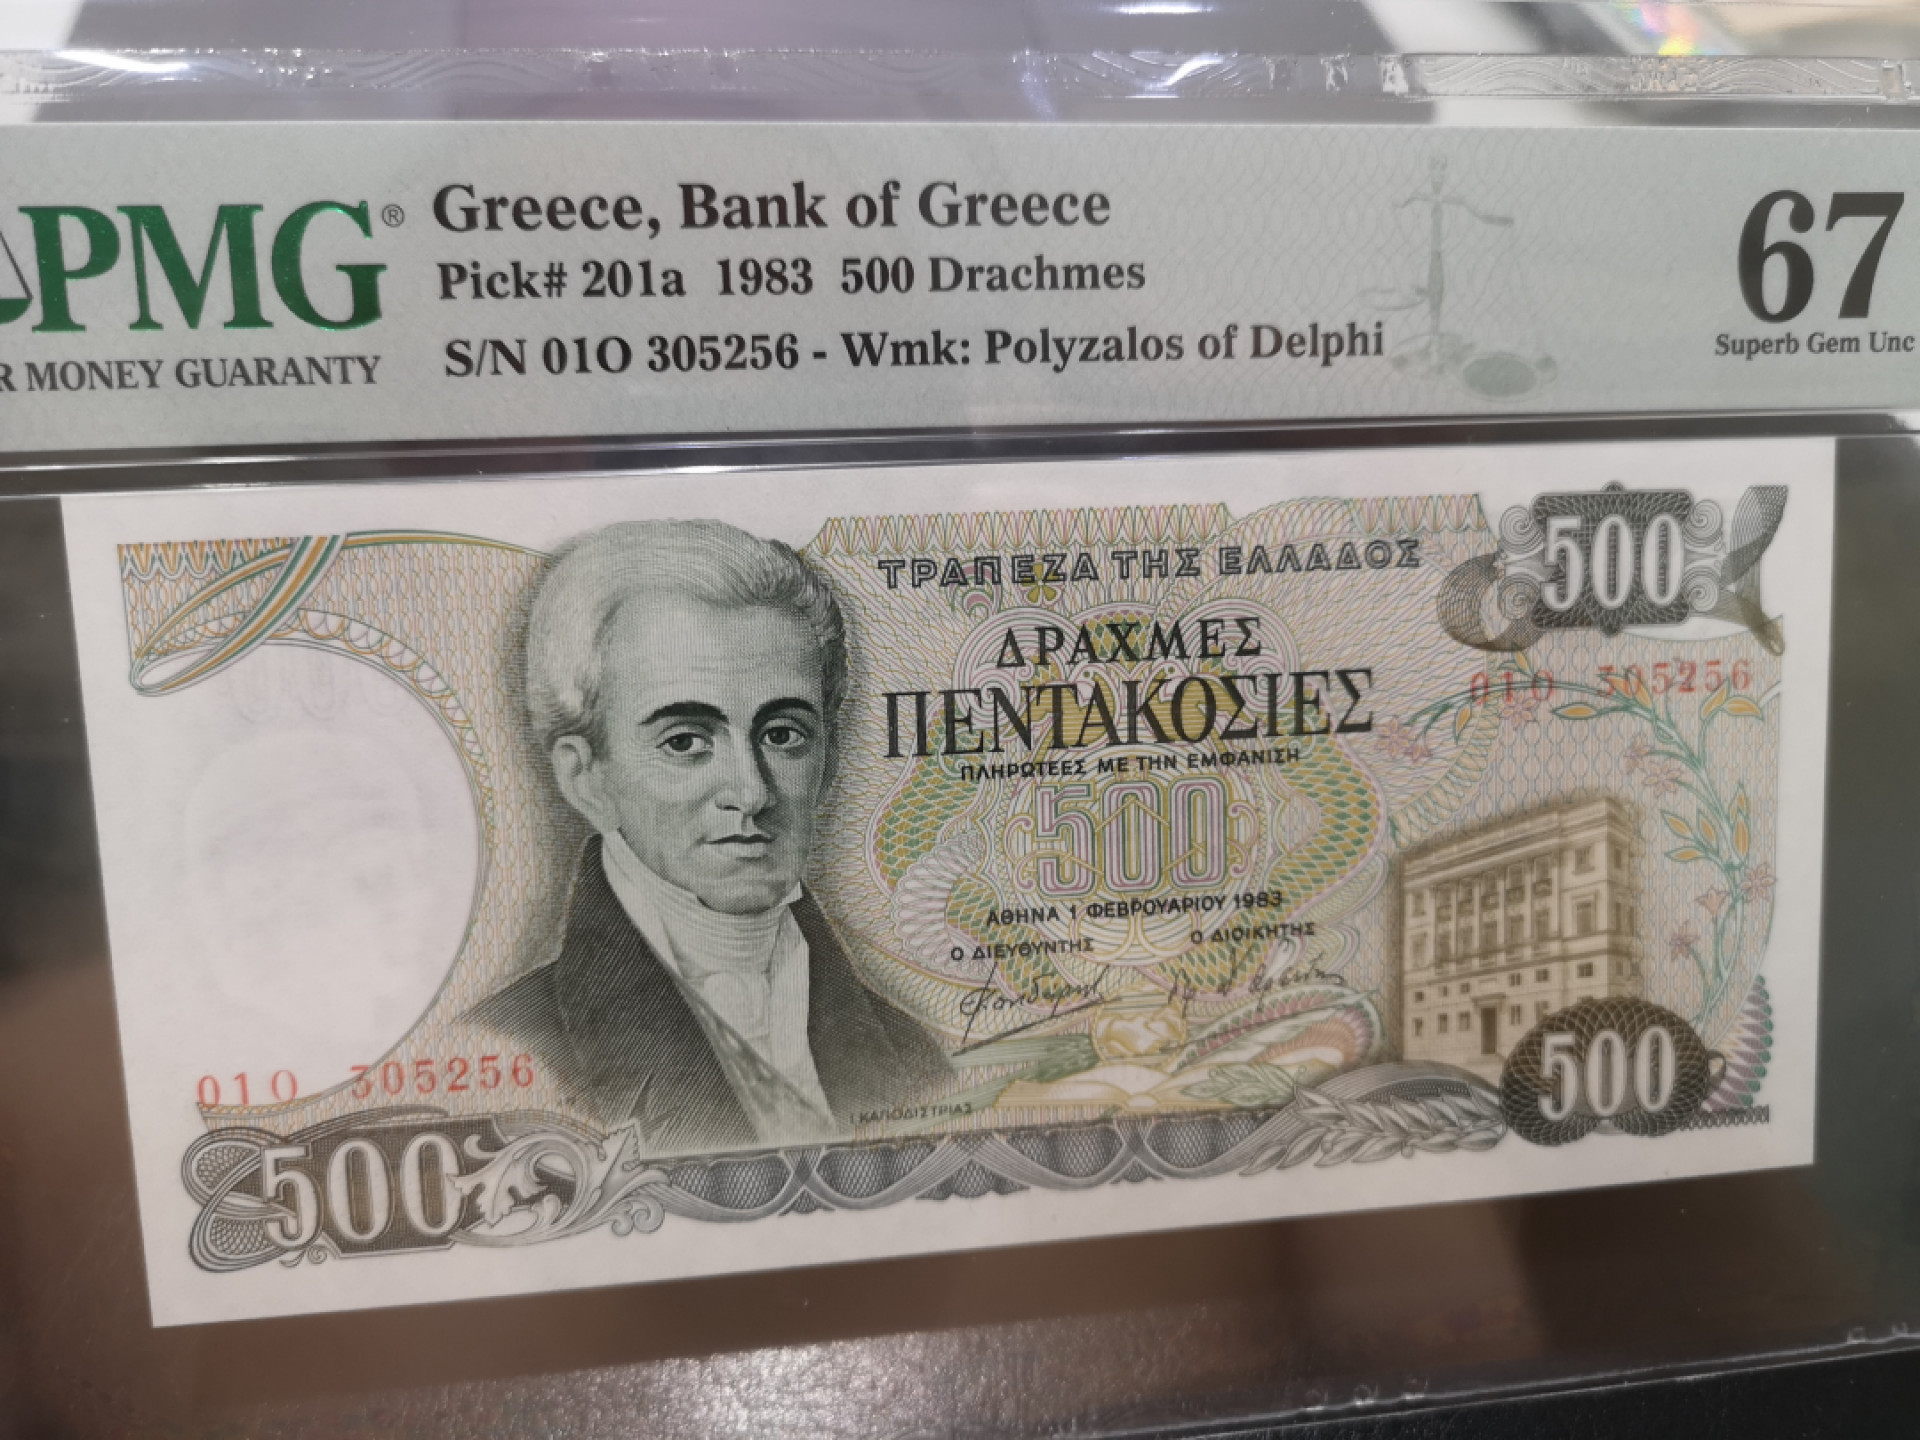 PMG®
R MONEY GUARANTY
Greece, Bank of Greece
Pick# 201a 1983 500 Drachmes
S/N 01O 305256 - Wmk: Polyzalos of Delphi
67
Superb Gem Unc
500
ΤΡΑΠΕΖΑ ΤΗΣ ΕΛΛΑΔΟΣ
ΔΡΑΧΜΕΣ
ΠΕΝΤΑΚΟΣΙΕΣ
ΠΛΗΡΩΤΕΕΣ ΜΕ ΤΗΝ ΕΜΦΑΝΙΣΗ
01O 305256
500
ΑΘΗΝΑ 1 ΦΕΒΡΟΥΑΡΙΟΥ 1983
Ο ΔΙΕΥΘΥΝΤΗΣ Ο ΔΙΟΙΚΗΤΗΣ
01O 305256
Ι ΚΑΠΟΔΙΣΤΡΙΑΣ
500
500